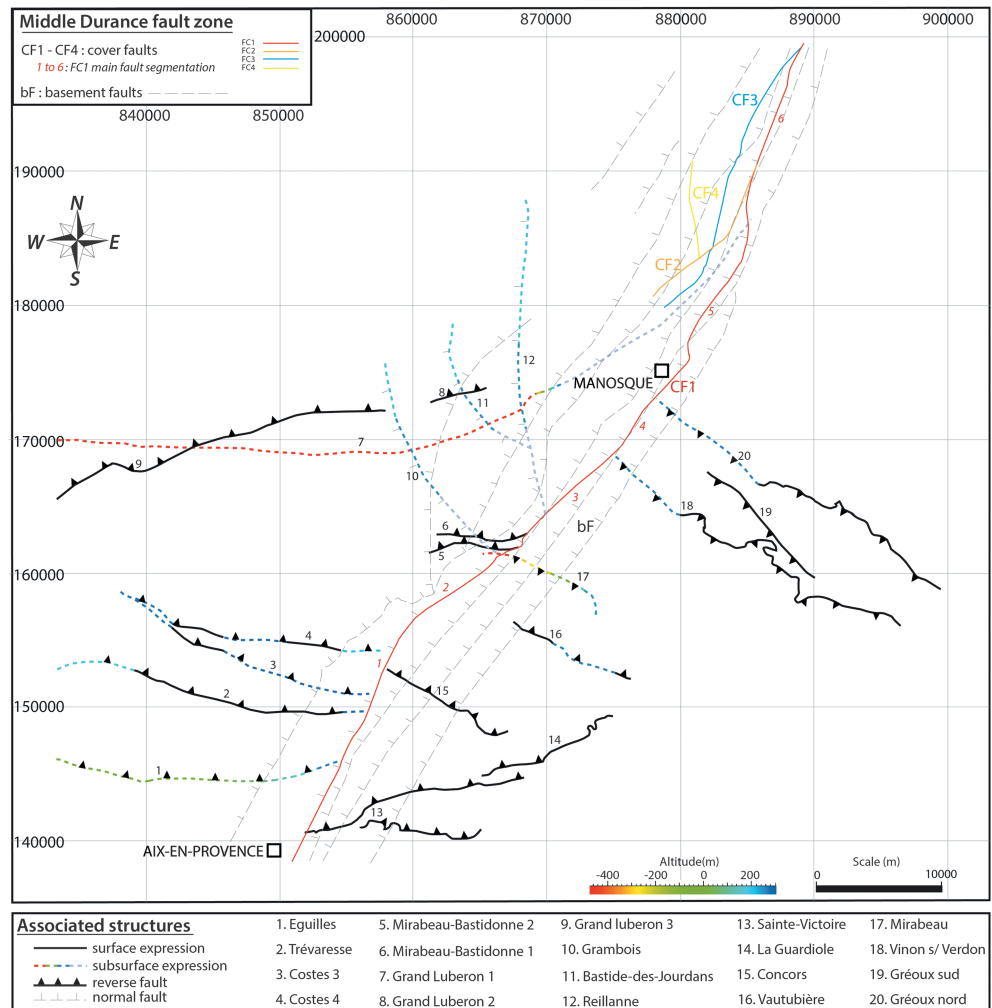 Middle Durance fault zone
CF1 - CF4 : cover faults
1 to 6 : FC1 main fault segmentation
bF : basement faults
FC1
FC2
FC3
FC4
860000 870000 880000 890000 900000
200000
840000 850000
190000
180000
170000
160000
150000
140000
N
W E
S
CF3
6
CF4
CF2
5
12
MANOSQUE
CF1
8
11
4
7
9
10
20
3
18
19
bF
6
5
17
2
16
4
3
1
15
2
14
1
13
AIX-EN-PROVENCE
Altitude(m)
-400 -200 0 200
Scale (m)
0 10000
Associated structures
surface expression
subsurface expression
reverse fault
normal fault
1. Eguilles
2. Trévaresse
3. Costes 3
4. Costes 4
5. Mirabeau-Bastidonne 2
6. Mirabeau-Bastidonne 1
7. Grand Luberon 1
8. Grand Luberon 2
9. Grand luberon 3
10. Grambois
11. Bastide-des-Jourdans
12. Reillanne
13. Sainte-Victoire
14. La Guardiole
15. Concors
16. Vautubière
17. Mirabeau
18. Vinon s/ Verdon
19. Gréoux sud
20. Gréoux nord